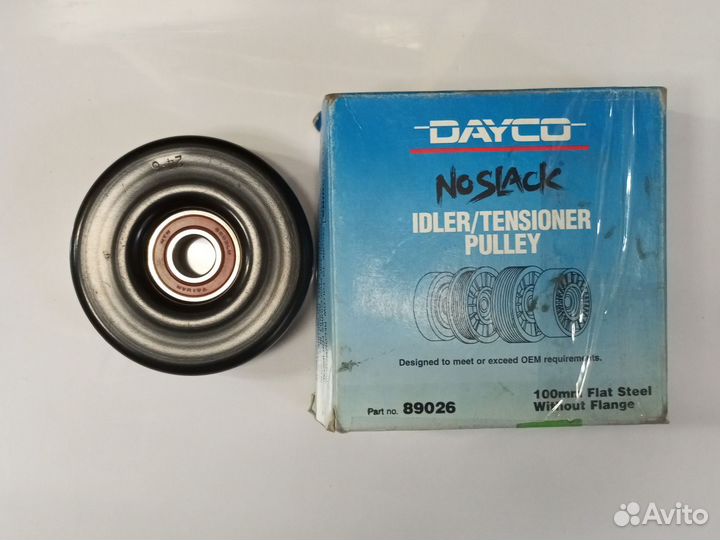 DAYCO
NO SLACK
IDLER/TENSIONER
PULLEY
Designed to meet or exceed OEM requirements.
100mm Flat Steel
Part no. 89026
Without Flange
TAIWAN
Avito